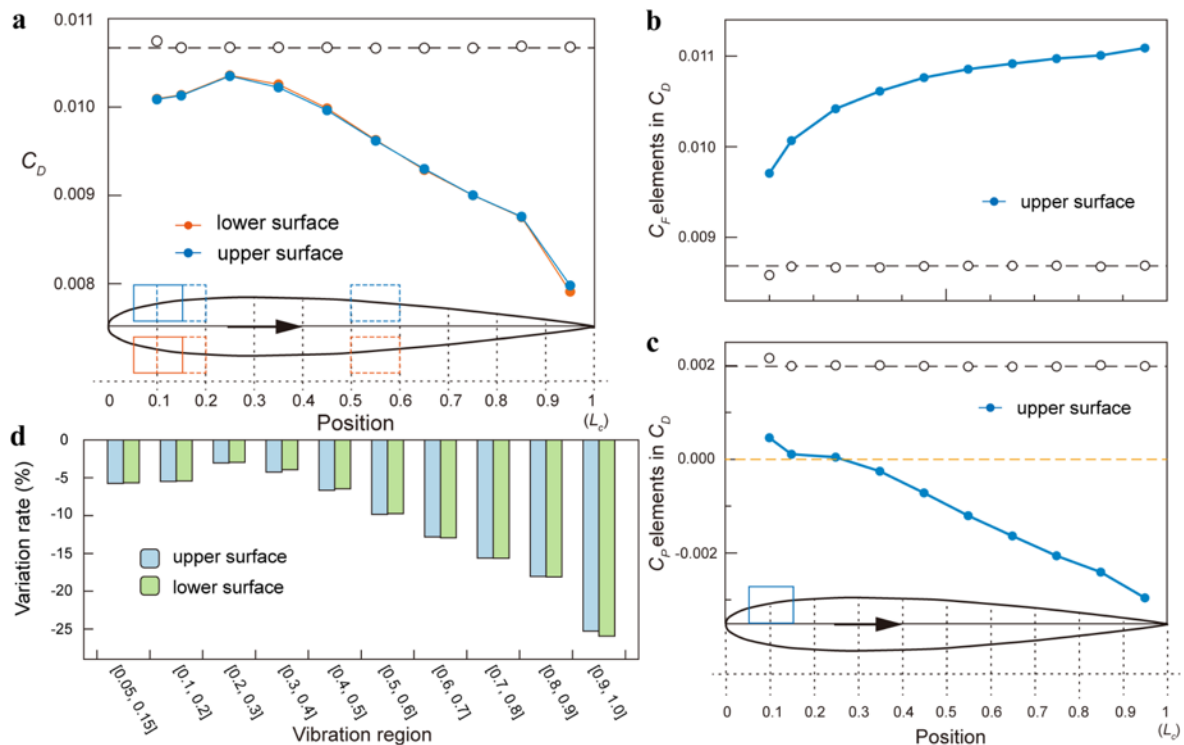 a
0.011
0.010
C_D
0.009
0.008
lower surface
upper surface
0 0.1 0.2 0.3 0.4 0.5 0.6 0.7 0.8 0.9 1
Position
(L_c)
b
0.011
0.010
0.009
C_F elements in C_D
upper surface
c
0.002
0.000
-0.002
C_P elements in C_D
upper surface
0 0.1 0.2 0.3 0.4 0.5 0.6 0.7 0.8 0.9 1
Position
(L_c)
d
0
-5
-10
-15
-20
-25
Variation rate (%)
upper surface
lower surface
[0.05, 0.15] [0.1, 0.2] [0.2, 0.3] [0.3, 0.4] [0.4, 0.5] [0.5, 0.6] [0.6, 0.7] [0.7, 0.8] [0.8, 0.9] [0.9, 1.0]
Vibration region